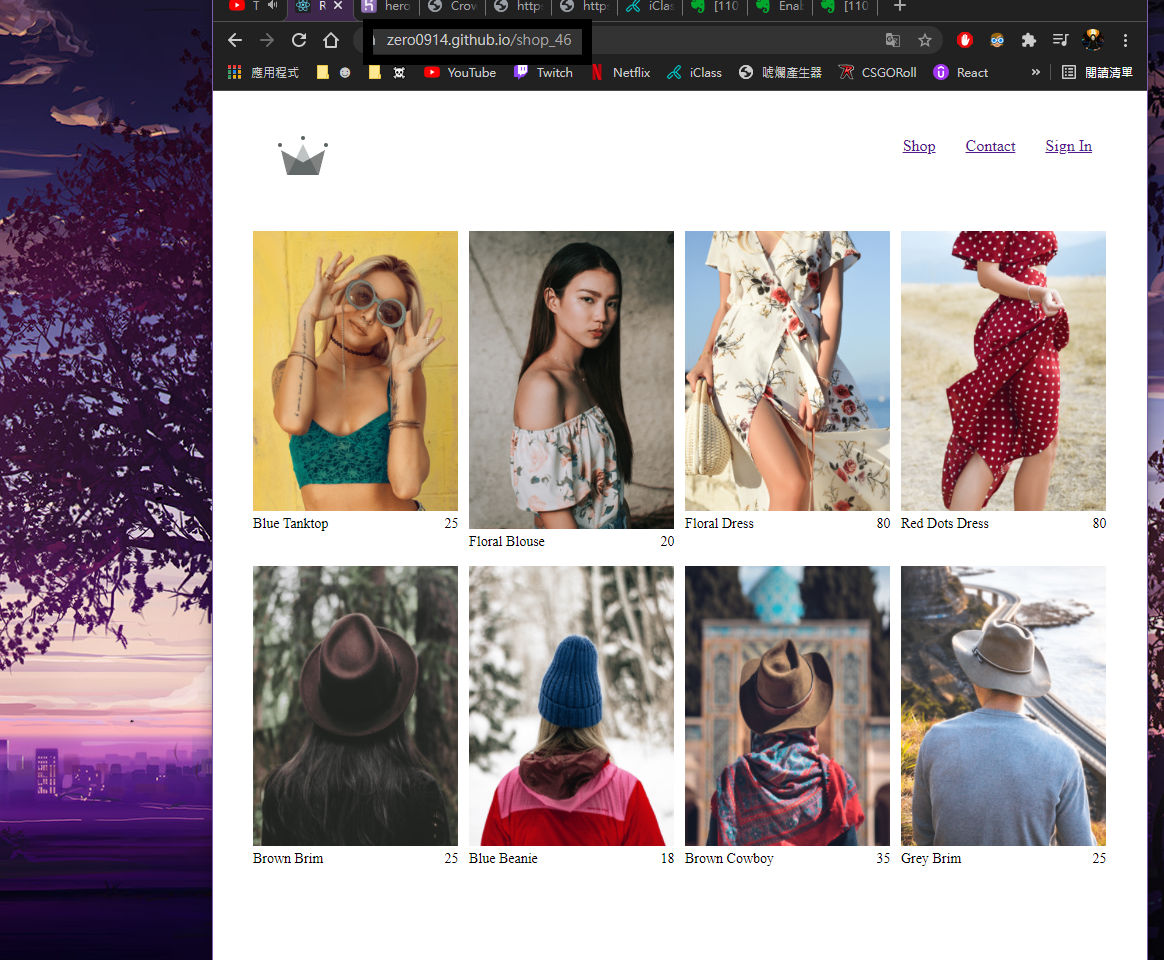 T R hero Crov http: http: iClas [110 Enal [110
zero0914.github.io/shop_46
應用程式 YouTube Twitch Netflix iClass 唬爛產生器 CSGORoll React » 閱讀清單
Shop Contact Sign In
Blue Tanktop 25
Floral Blouse 20
Floral Dress 80
Red Dots Dress 80
Brown Brim 25
Blue Beanie 18
Brown Cowboy 35
Grey Brim 25